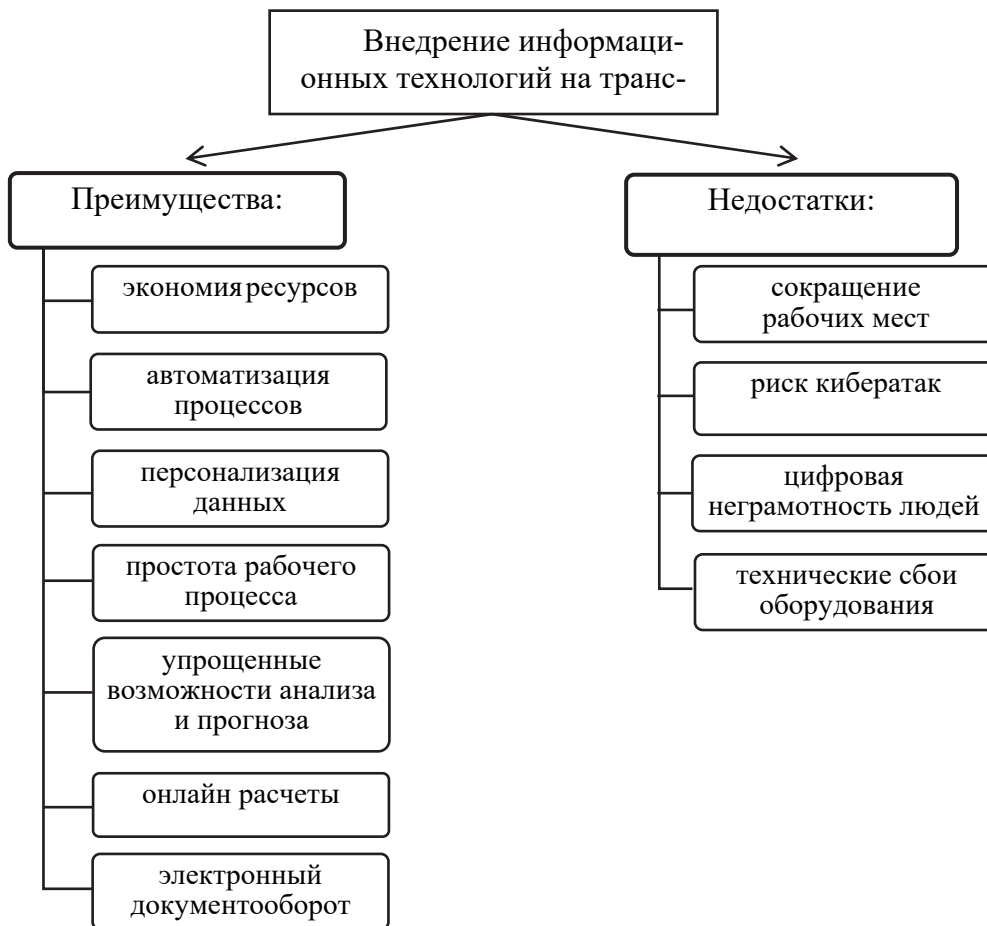 Внедрение информаци-
онных технологий на транс-
Преимущества:
экономия ресурсов
автоматизация
процессов
персонализация
данных
простота рабочего
процесса
упрощенные
возможности анализа
и прогноза
онлайн расчеты
электронный
документооборот
Недостатки:
сокращение
рабочих мест
риск кибератак
цифровая
неграмотность людей
технические сбои
оборудования